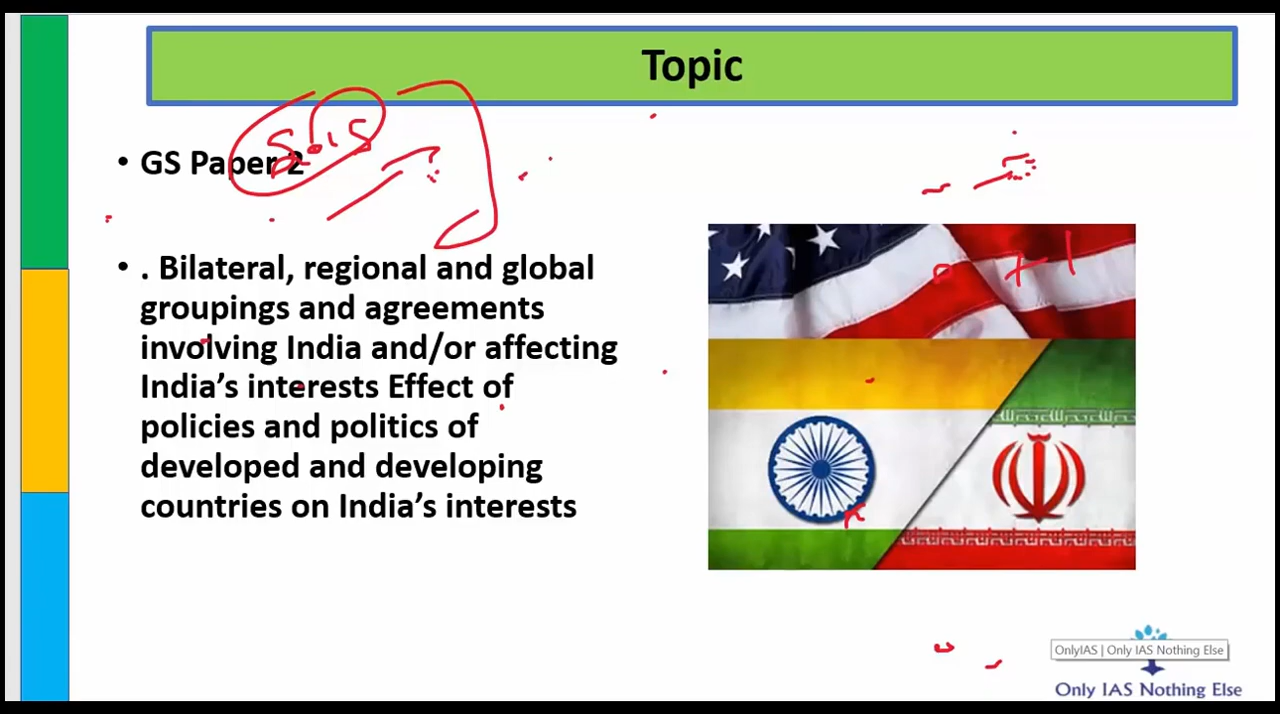 Topic
• GS Paper 2
• . Bilateral, regional and global
groupings and agreements
involving India and/or affecting
India’s interests Effect of
policies and politics of
developed and developing
countries on India’s interests
OnlyIAS | Only IAS Nothing Else
Only IAS Nothing Else